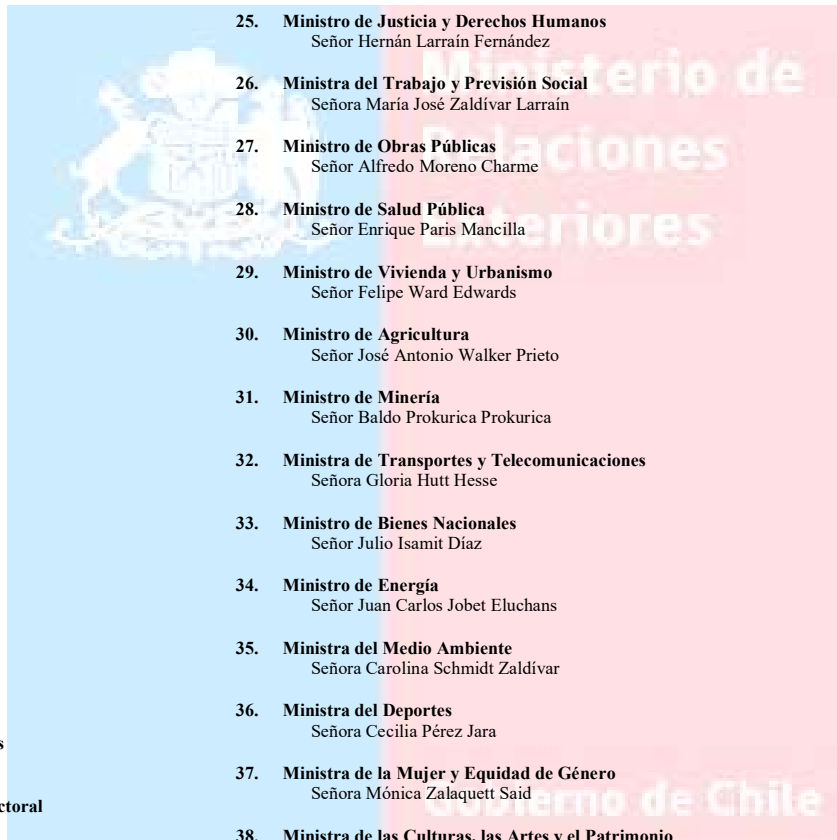 25. Ministro de Justicia y Derechos Humanos
Señor Hernán Larraín Fernández
26. Ministra del Trabajo y Previsión Social
Señora María José Zaldívar Larraín
27. Ministro de Obras Públicas
Señor Alfredo Moreno Charme
28. Ministro de Salud Pública
Señor Enrique Paris Mancilla
29. Ministro de Vivienda y Urbanismo
Señor Felipe Ward Edwards
30. Ministro de Agricultura
Señor José Antonio Walker Prieto
31. Ministro de Minería
Señor Baldo Prokurica Prokurica
32. Ministra de Transportes y Telecomunicaciones
Señora Gloria Hutt Hesse
33. Ministro de Bienes Nacionales
Señor Julio Isamit Díaz
34. Ministro de Energía
Señor Juan Carlos Jobet Eluchans
35. Ministra del Medio Ambiente
Señora Carolina Schmidt Zaldívar
36. Ministra del Deportes
Señora Cecilia Pérez Jara
s
37. Ministra de la Mujer y Equidad de Género
Señora Mónica Zalaquett Said
ctoral
38. Ministra de las Culturas, las Artes y el Patrimonio
Ministerio de
Relaciones
Exteriores
Gobierno de Chile